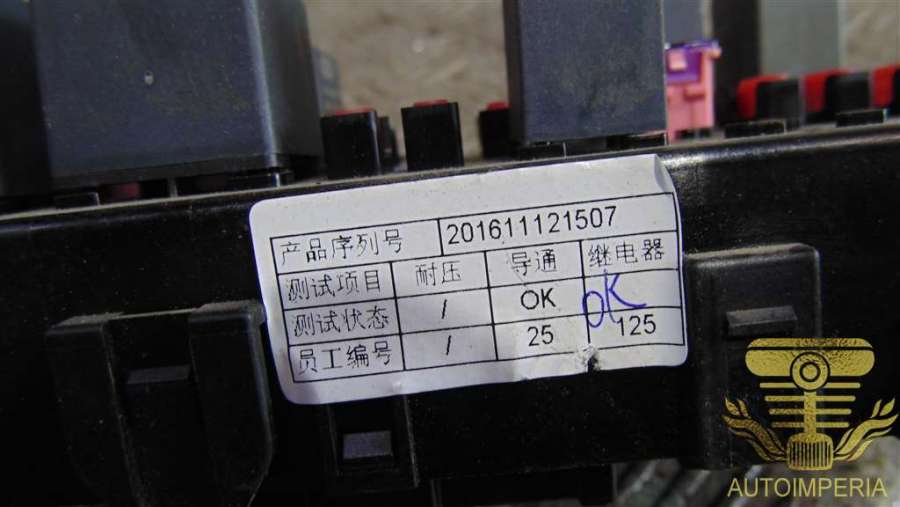 产品序列号 201611121507
测试项目 耐压 导通 继电器
测试状态 / OK OK
员工编号 / 25 125
AUTOIMPERIA